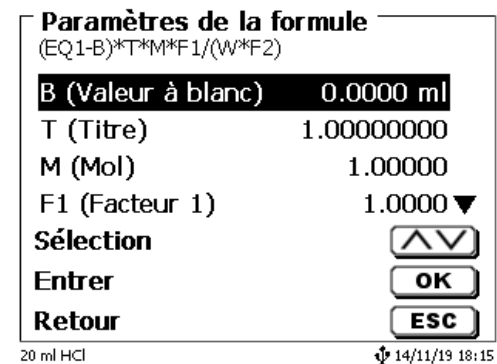 Paramètres de la formule
(EQ1-B)*T*M*F1/(W*F2)
B (Valeur à blanc) 0.0000 ml
T (Titre) 1.00000000
M (Mol) 1.00000
F1 (Facteur 1) 1.0000 ▼
Sélection
Entrer OK
Retour ESC
20 ml HCl 14/11/19 18:15